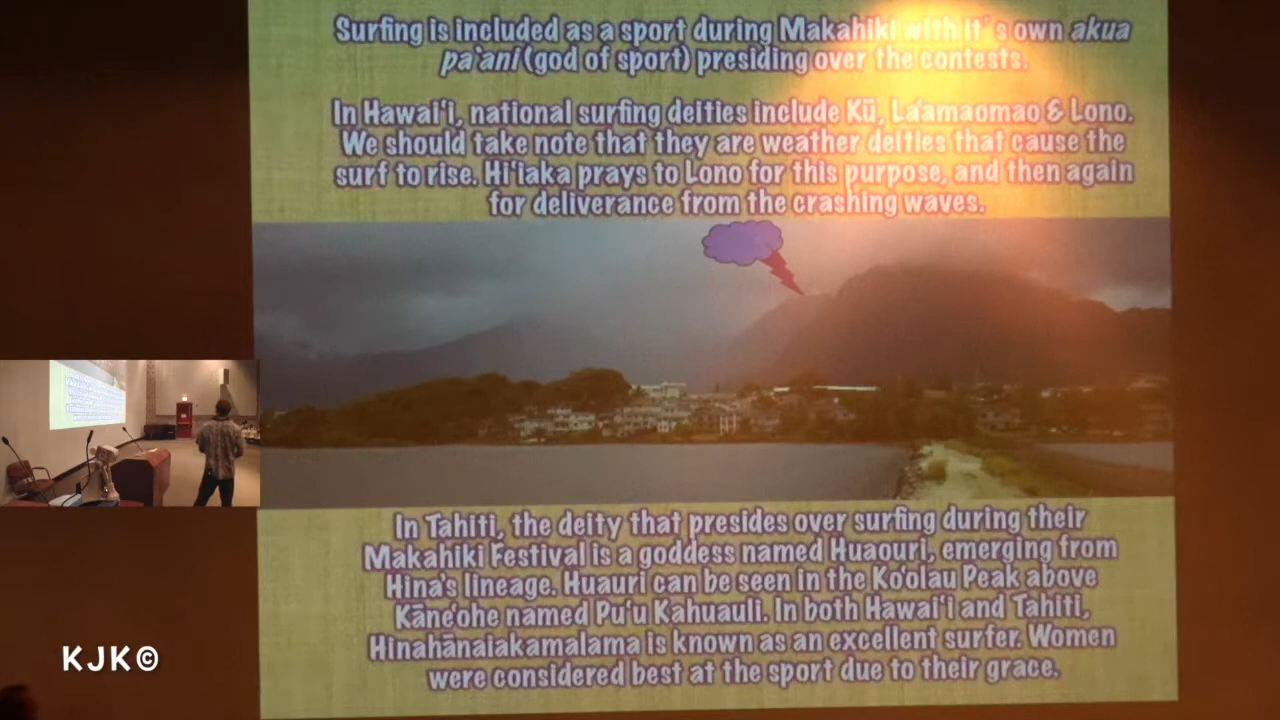 Surfing is included as a sport during Makahiki with it's own akua
pa'ani (god of sport) presiding over the contests.
In Hawai'i, national surfing deities include Kū, La'amaomao & Lono.
We should take note that they are weather deities that cause the
surf to rise. Hi'iaka prays to Lono for this purpose, and then again
for deliverance from the crashing waves.
In Tahiti, the deity that presides over surfing during their
Makahiki Festival is a goddess named Huaouri, emerging from
Hina's lineage. Huauri can be seen in the Ko'olau Peak above
Kāne'ohe named Pu'u Kahuauli. In both Hawai'i and Tahiti,
Hinahānaiakamalama is known as an excellent surfer. Women
were considered best at the sport due to their grace.
KJK©